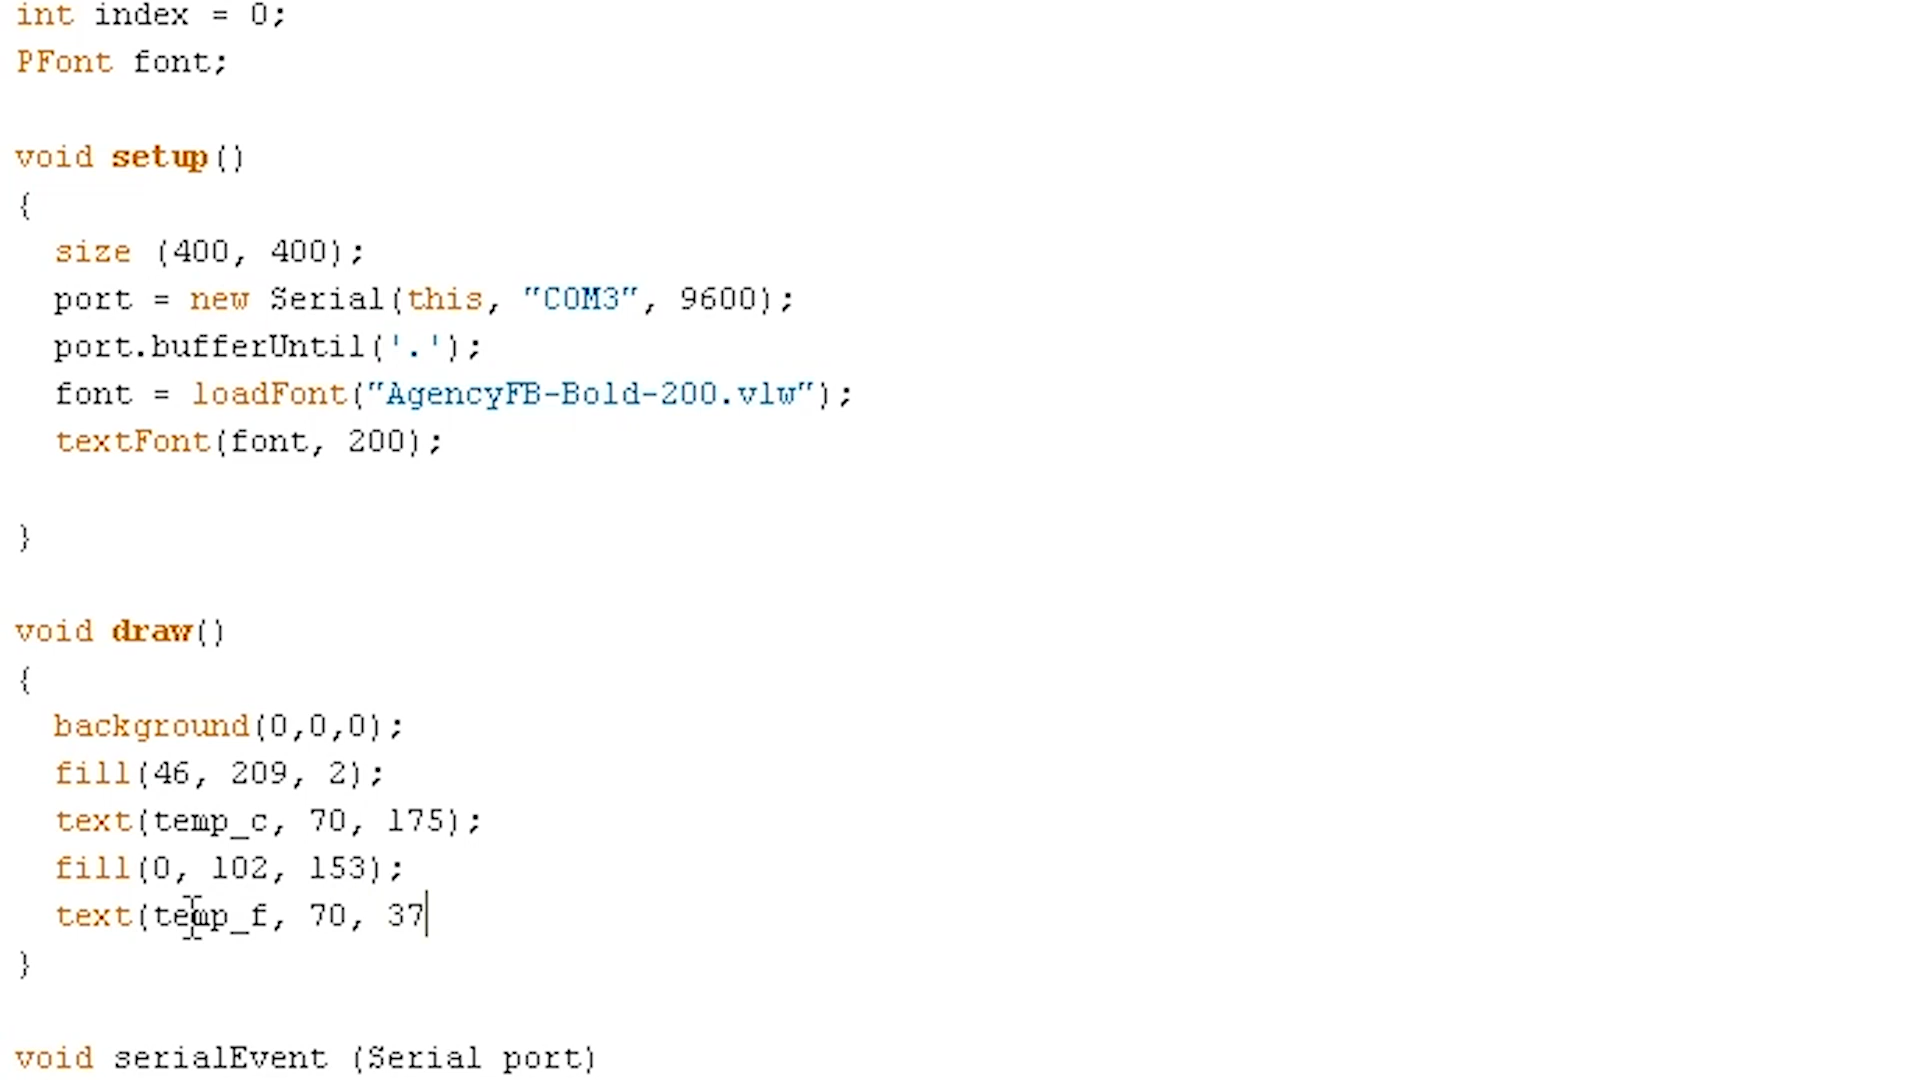 int index = 0;
PFont font;
void setup()
{
size (400, 400);
port = new Serial(this, "COM3", 9600);
port.bufferUntil('.');
font = loadFont("AgencyFB-Bold-200.vlw");
textFont(font, 200);
}
void draw()
{
background(0,0,0);
fill(46, 209, 2);
text(temp_c, 70, 175);
fill(0, 102, 153);
text(temp_f, 70, 37
}
void serialEvent (Serial port)